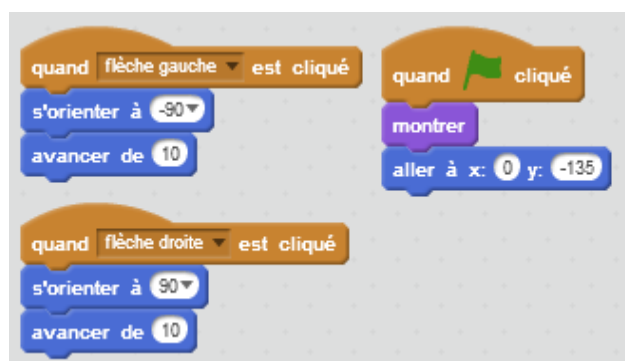 quand flèche gauche est cliqué
s'orienter à -90
avancer de 10
quand flèche droite est cliqué
s'orienter à 90
avancer de 10
quand cliqué
montrer
aller à x: 0 y: -135